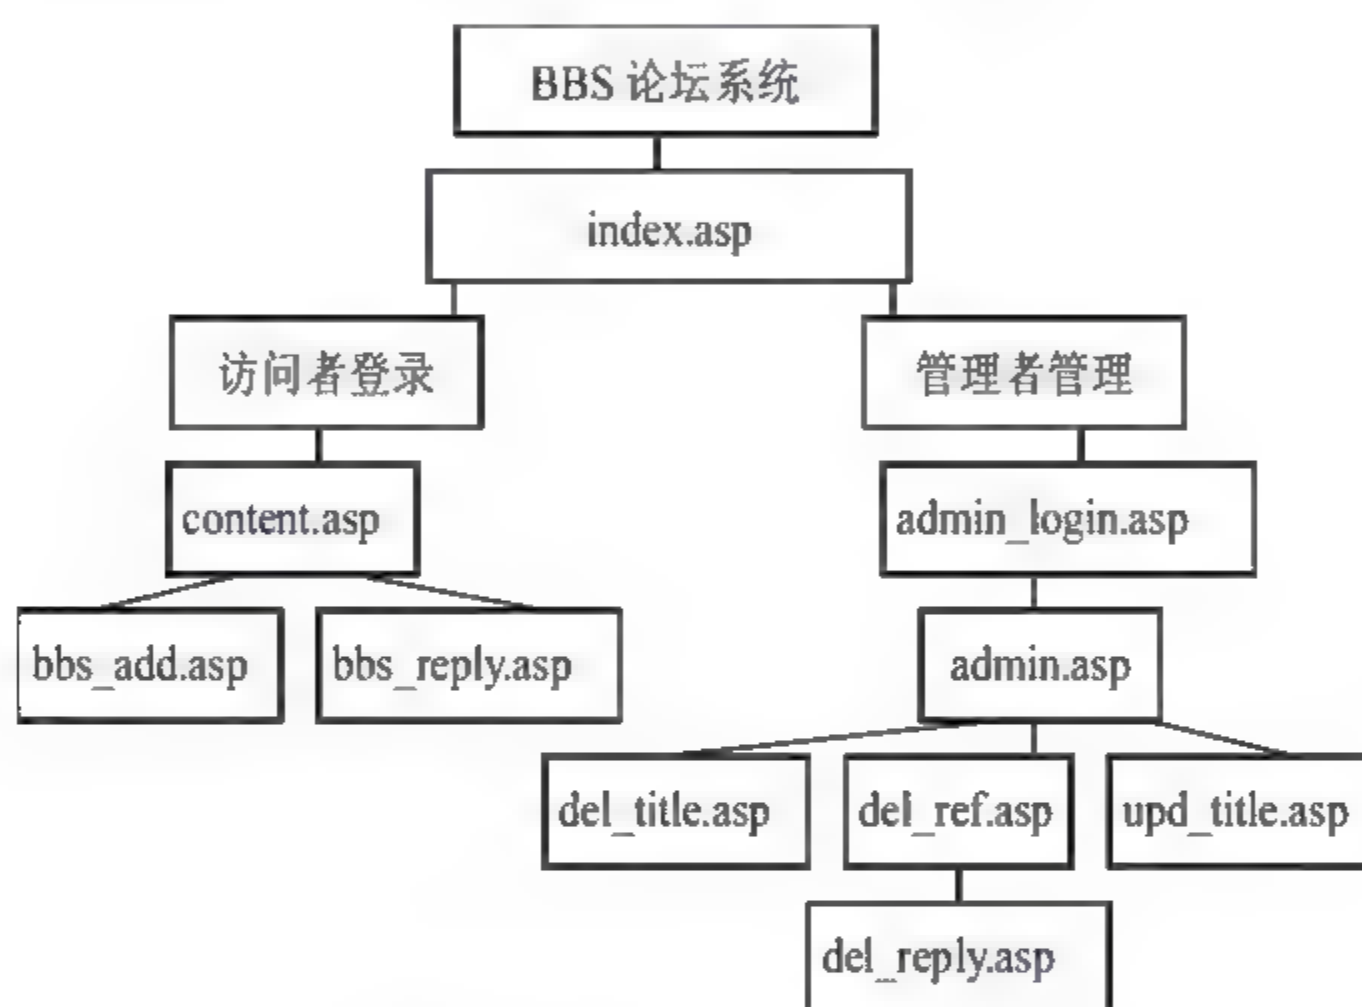 BBS 论坛系统
index.asp
访问者登录
管理者管理
content.asp
admin_login.asp
bbs_add.asp
bbs_reply.asp
admin.asp
del_title.asp
del_ref.asp
upd_title.asp
del_reply.asp